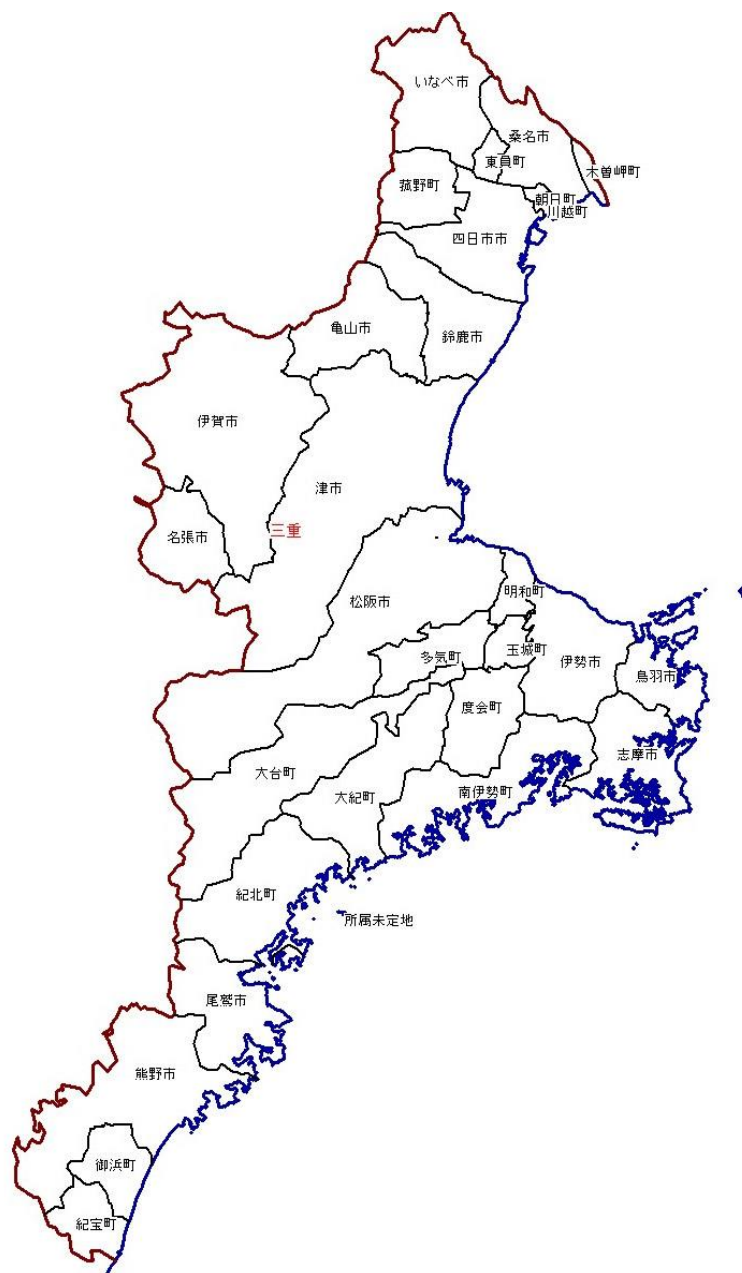 いなべ市
桑名市
東員町
木曽岬町
菰野町
朝日町
川越町
四日市市
亀山市
鈴鹿市
伊賀市
津市
三重
名張市
明和町
松阪市
玉城町
多気町
伊勢市
鳥羽市
度会町
志摩市
大台町
南伊勢町
大紀町
紀北町
所属未定地
尾鷲市
熊野市
御浜町
紀宝町